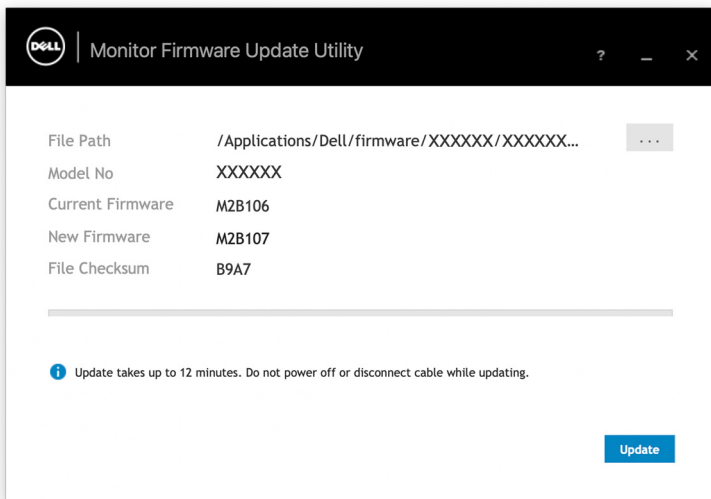 DELL Monitor Firmware Update Utility ? _ ×
File Path /Applications/Dell/firmware/XXXXXX/XXXXXX... ...
Model No XXXXXX
Current Firmware M2B106
New Firmware M2B107
File Checksum B9A7
i Update takes up to 12 minutes. Do not power off or disconnect cable while updating.
Update